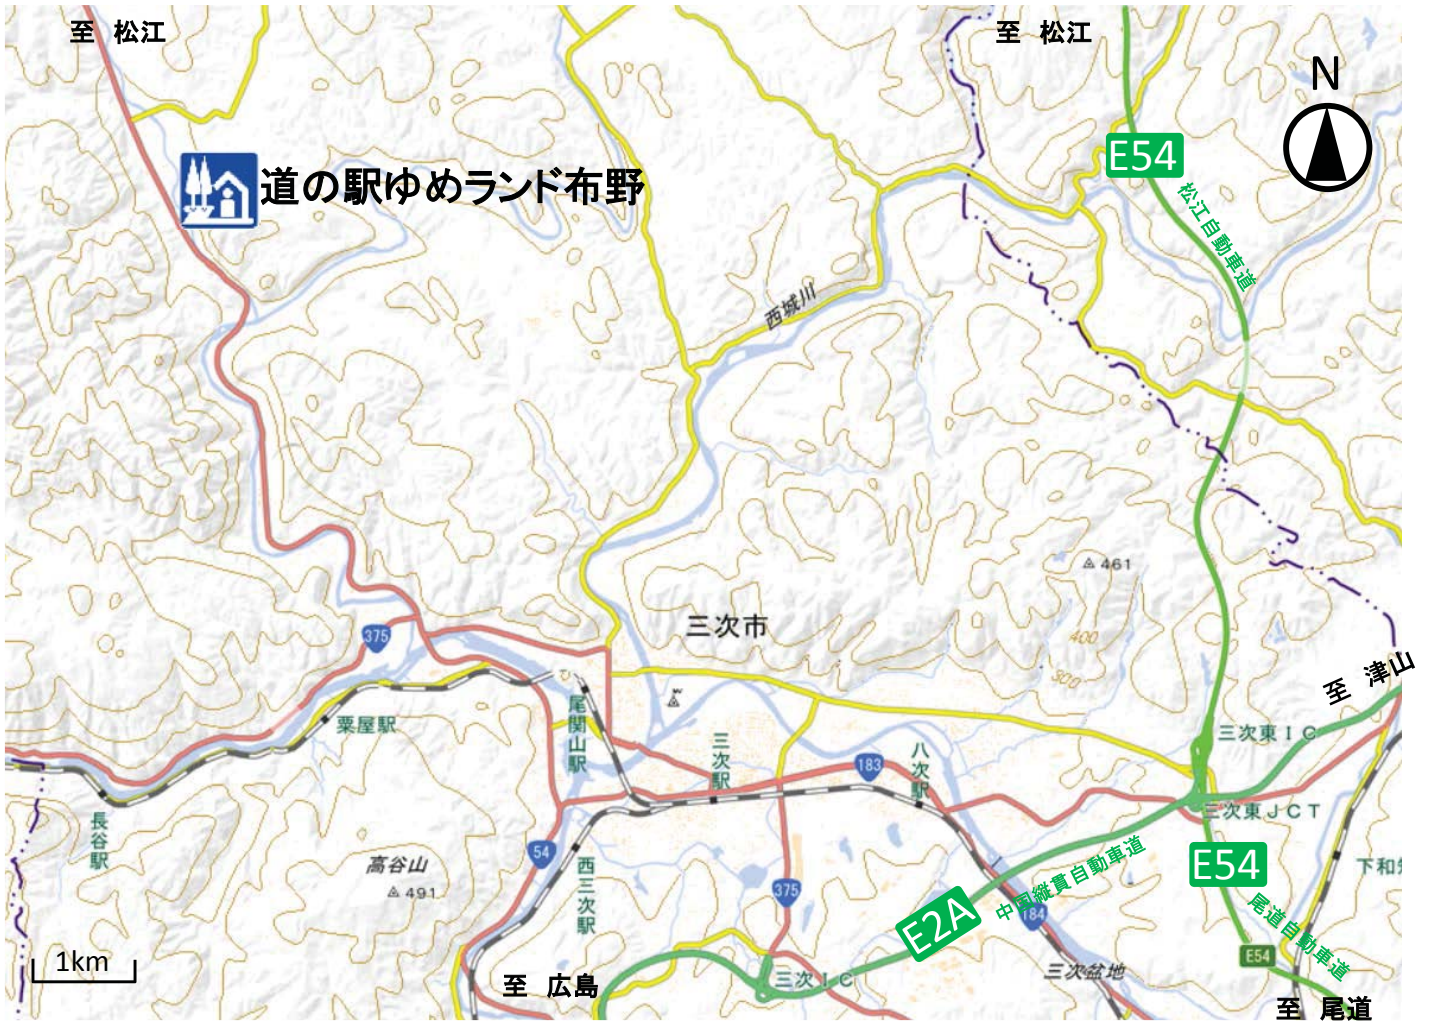 至 松江
至 松江
N
E54
松江自動車道
道の駅ゆめランド布野
西城川
461
三次市
400
300
375
至 津山
粟屋駅
尾関山駅
三次駅
八次駅
183
三次東IC
三次東JCT
長谷駅
高谷山
491
54
西三次駅
375
E2A
中国縦貫自動車道
184
E54
尾道自動車道
E54
下和
1km
至 広島
三次IC
三次盆地
至 尾道